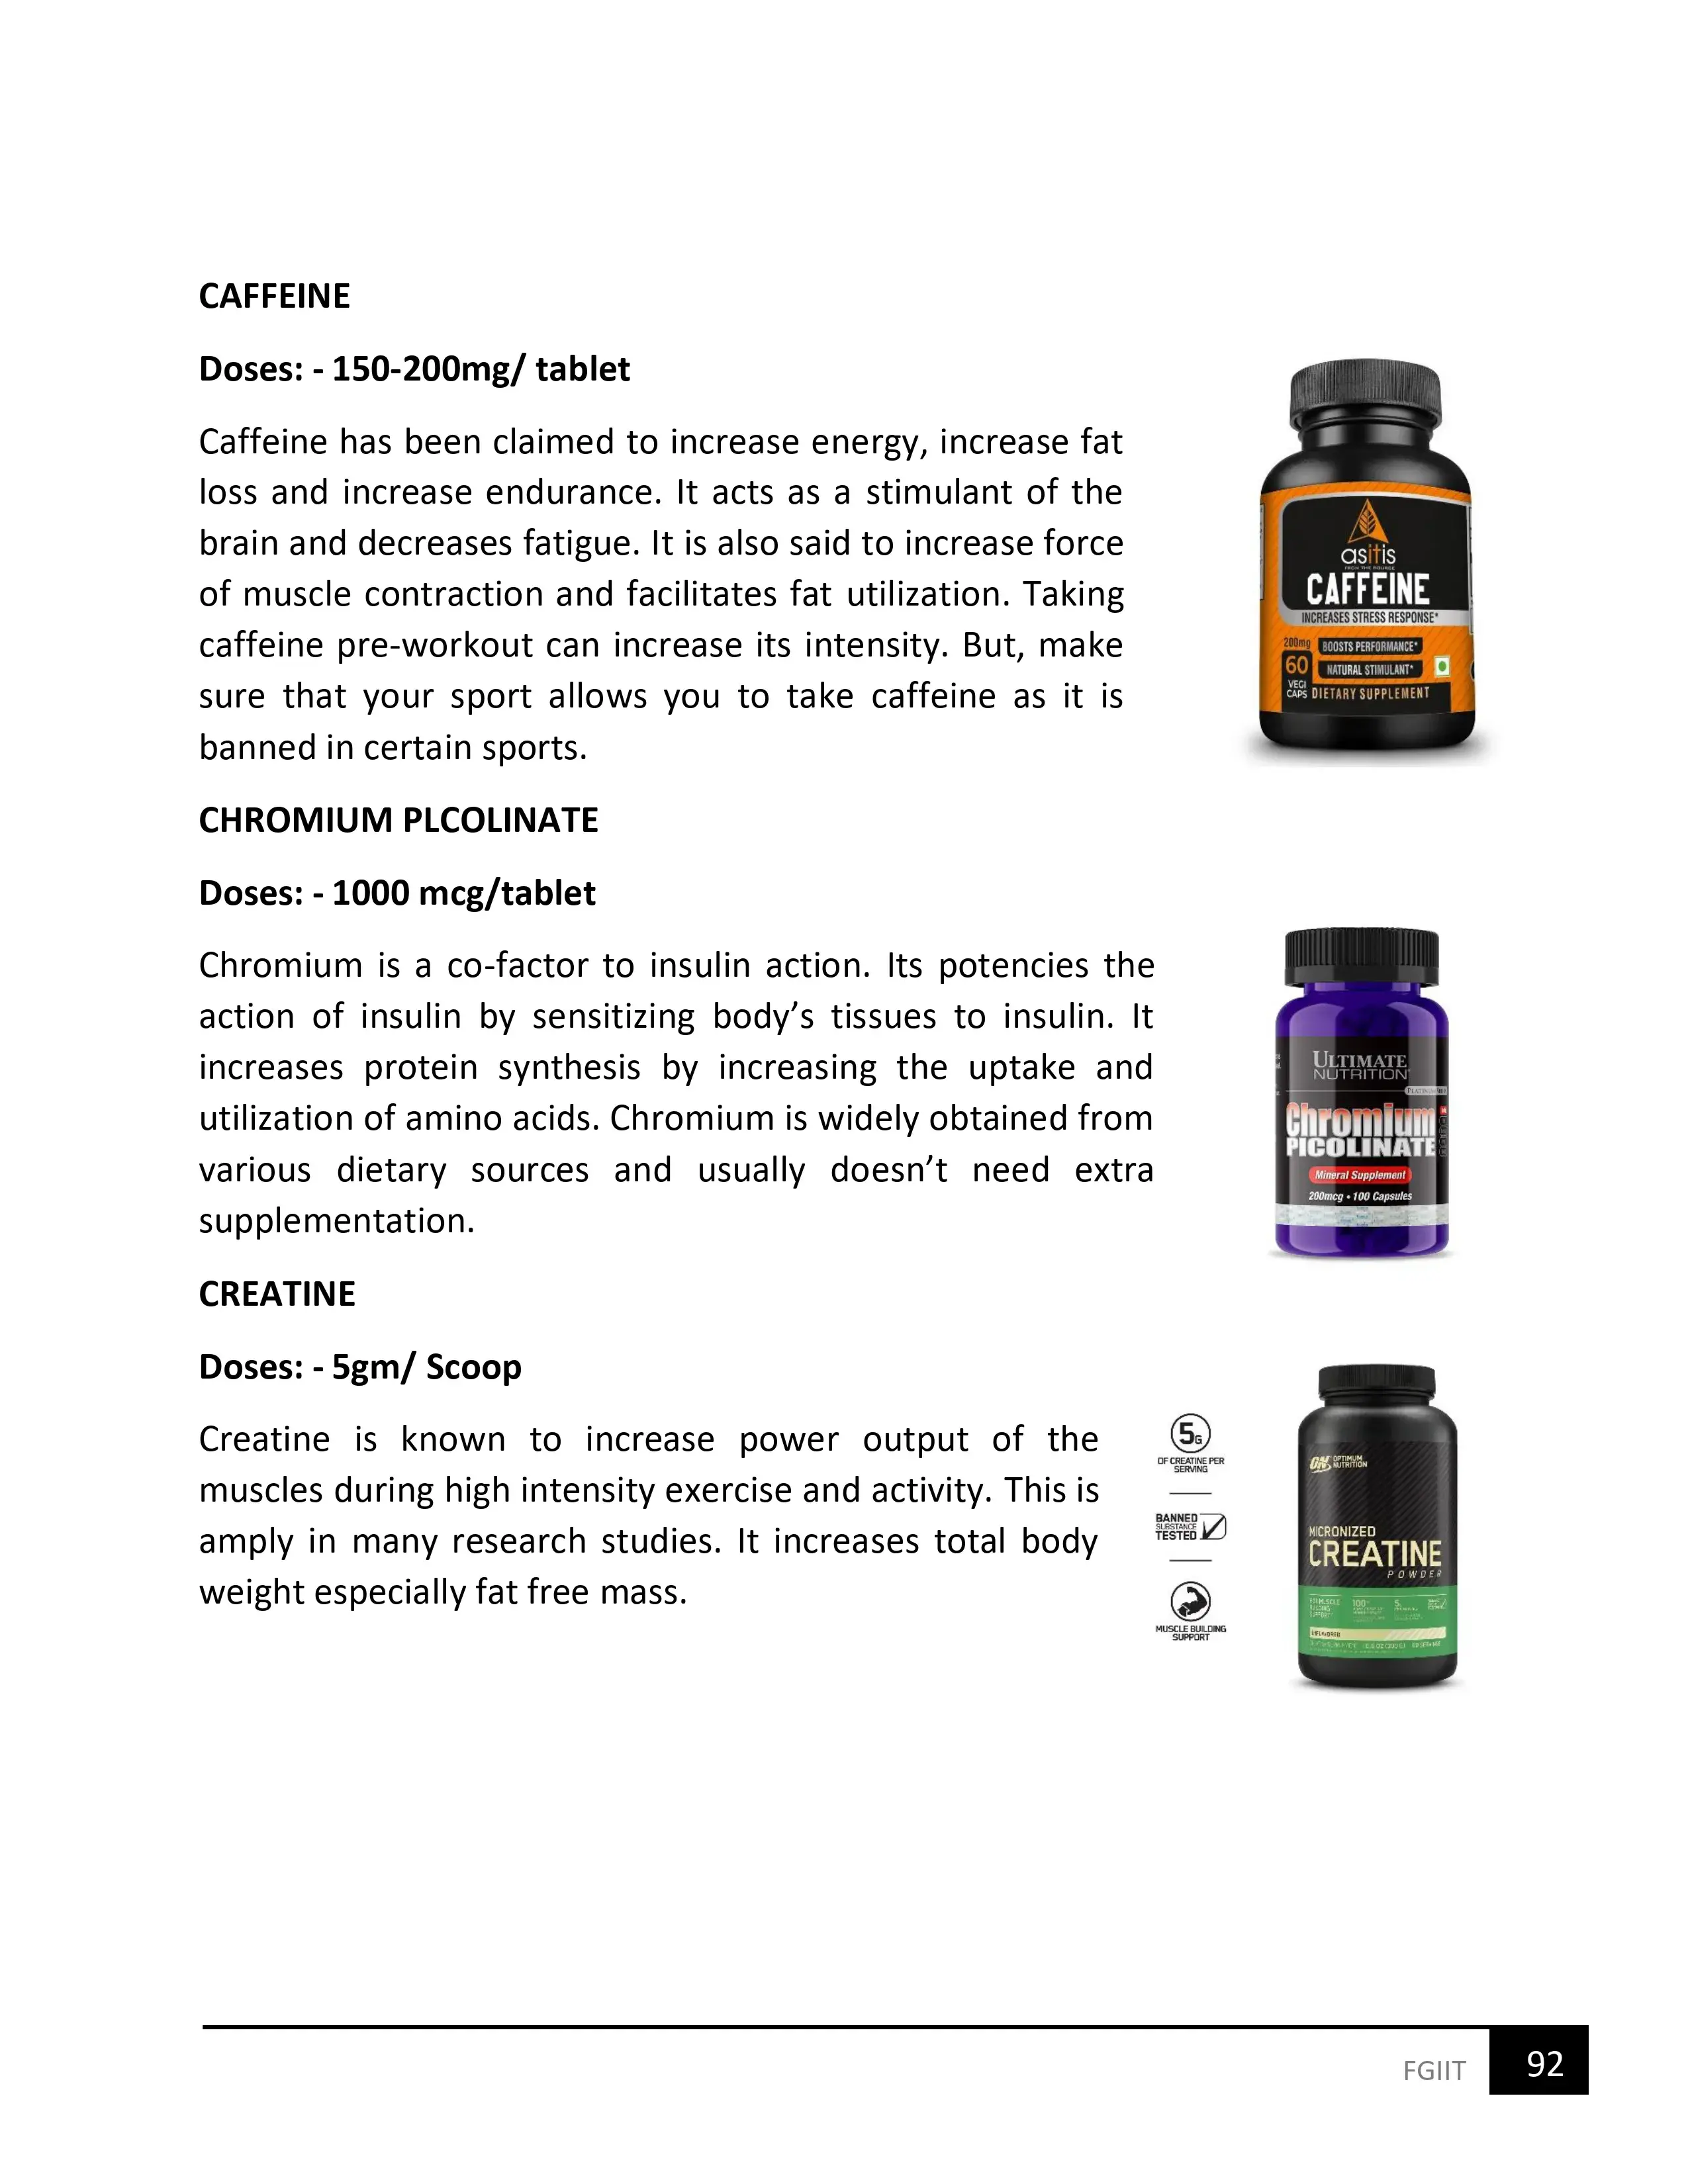 CAFFEINE
Doses: - 150-200mg/ tablet
Caffeine has been claimed to increase energy, increase fat
loss and increase endurance. It acts as a stimulant of the
brain and decreases fatigue. It is also said to increase force
of muscle contraction and facilitates fat utilization. Taking
caffeine pre-workout can increase its intensity. But, make
sure that your sport allows you to take caffeine as it is
banned in certain sports.
asitis
CAFFEINE
INCREASES STRESS RESPONSE*
200mg
BOOSTS PERFORMANCE*
60
NATURAL STIMULANT*
VEGI
CAPS
DIETARY SUPPLEMENT
CHROMIUM PLCOLINATE
Doses: - 1000 mcg/tablet
Chromium is a co-factor to insulin action. Its potencies the
action of insulin by sensitizing body’s tissues to insulin. It
increases protein synthesis by increasing the uptake and
utilization of amino acids. Chromium is widely obtained from
various dietary sources and usually doesn’t need extra
supplementation.
ULTIMATE
NUTRITION
Chromium
PICOLINATE
Mineral Supplement
200mcg • 100 Capsules
CREATINE
Doses: - 5gm/ Scoop
Creatine is known to increase power output of the
muscles during high intensity exercise and activity. This is
amply in many research studies. It increases total body
weight especially fat free mass.
5G
OF CREATINE PER
SERVING
BANNED
SUBSTANCE
TESTED
MUSCLE BUILDING
SUPPORT
ON OPTIMUM
NUTRITION
MICRONIZED
CREATINE
POWDER
FGIIT
92